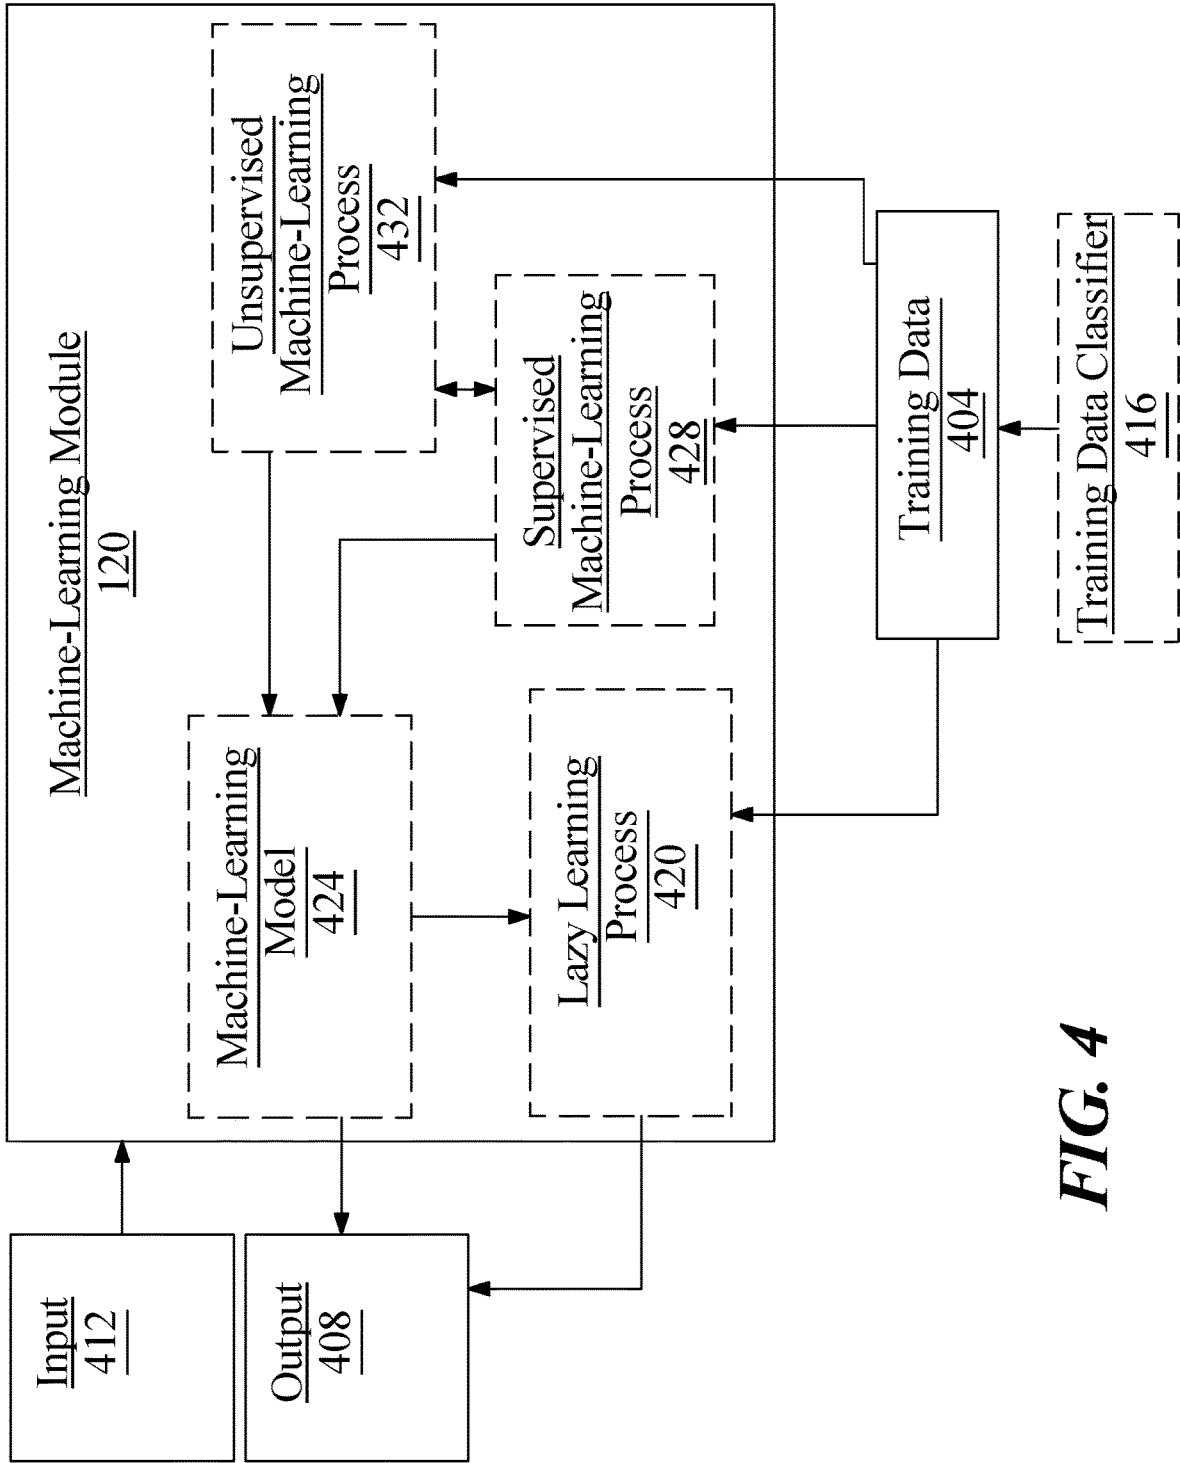 Machine-Learning Module
120
Input
412
Output
408
Machine-Learning
Model
424
Unsupervised
Machine-Learning
Process
432
Lazy Learning
Process
420
Supervised
Machine-Learning
Process
428
Training Data
404
Training Data Classifier
416
FIG. 4